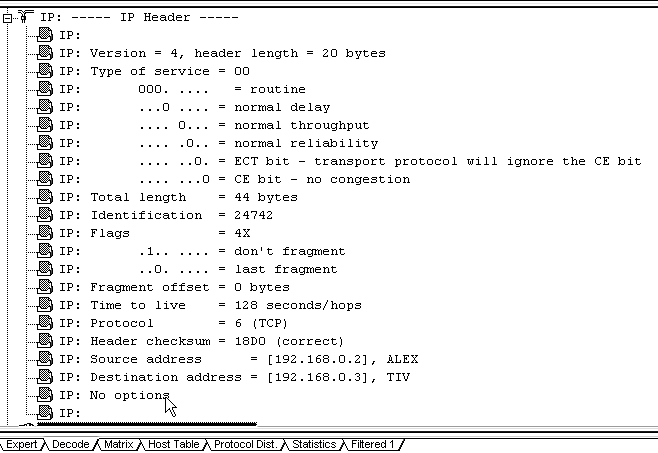 IP: ----- IP Header -----
IP:
IP: Version = 4, header length = 20 bytes
IP: Type of service = 00
IP: 000. .... = routine
IP: ...0 .... = normal delay
IP: .... 0... = normal throughput
IP: .... .0.. = normal reliability
IP: .... ..0. = ECT bit - transport protocol will ignore the CE bit
IP: .... ...0 = CE bit - no congestion
IP: Total length = 44 bytes
IP: Identification = 24742
IP: Flags = 4X
IP: .1.. .... = don't fragment
IP: ..0. .... = last fragment
IP: Fragment offset = 0 bytes
IP: Time to live = 128 seconds/hops
IP: Protocol = 6 (TCP)
IP: Header checksum = 18D0 (correct)
IP: Source address = [192.168.0.2], ALEX
IP: Destination address = [192.168.0.3], TIV
IP: No options
IP:
Expert Decode Matrix Host Table Protocol Dist. Statistics Filtered 1